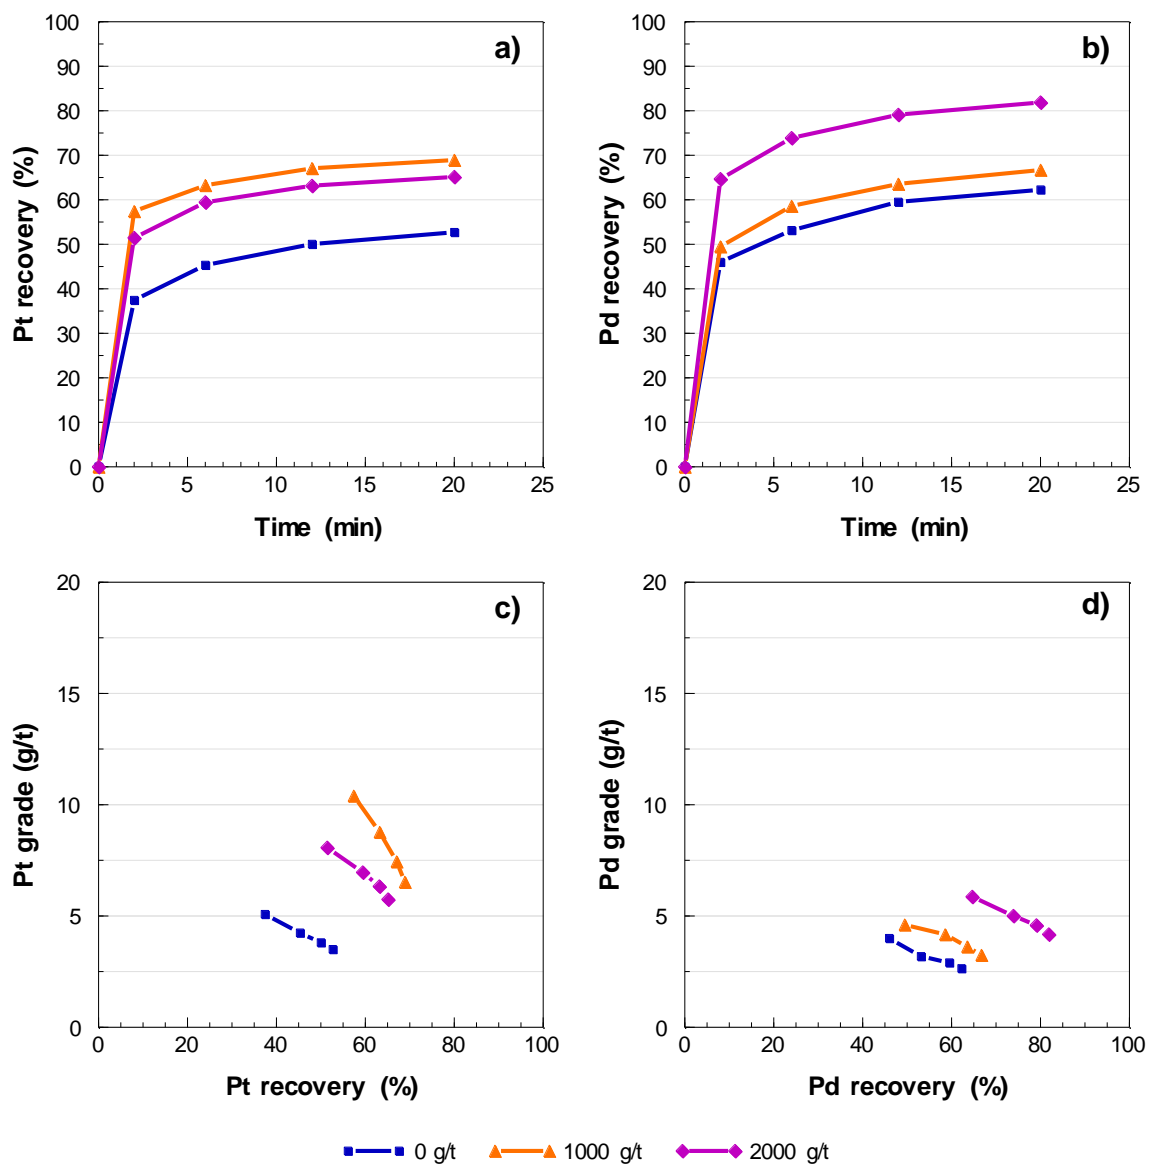 a)
100
90
80
70
60
50
40
30
20
10
0
Pt recovery (%)
0 5 10 15 20 25
Time (min)
b)
100
90
80
70
60
50
40
30
20
10
0
Pd recovery (%)
0 5 10 15 20 25
Time (min)
c)
20
15
10
5
0
Pt grade (g/t)
0 20 40 60 80 100
Pt recovery (%)
d)
20
15
10
5
0
Pd grade (g/t)
0 20 40 60 80 100
Pd recovery (%)
0 g/t 1000 g/t 2000 g/t